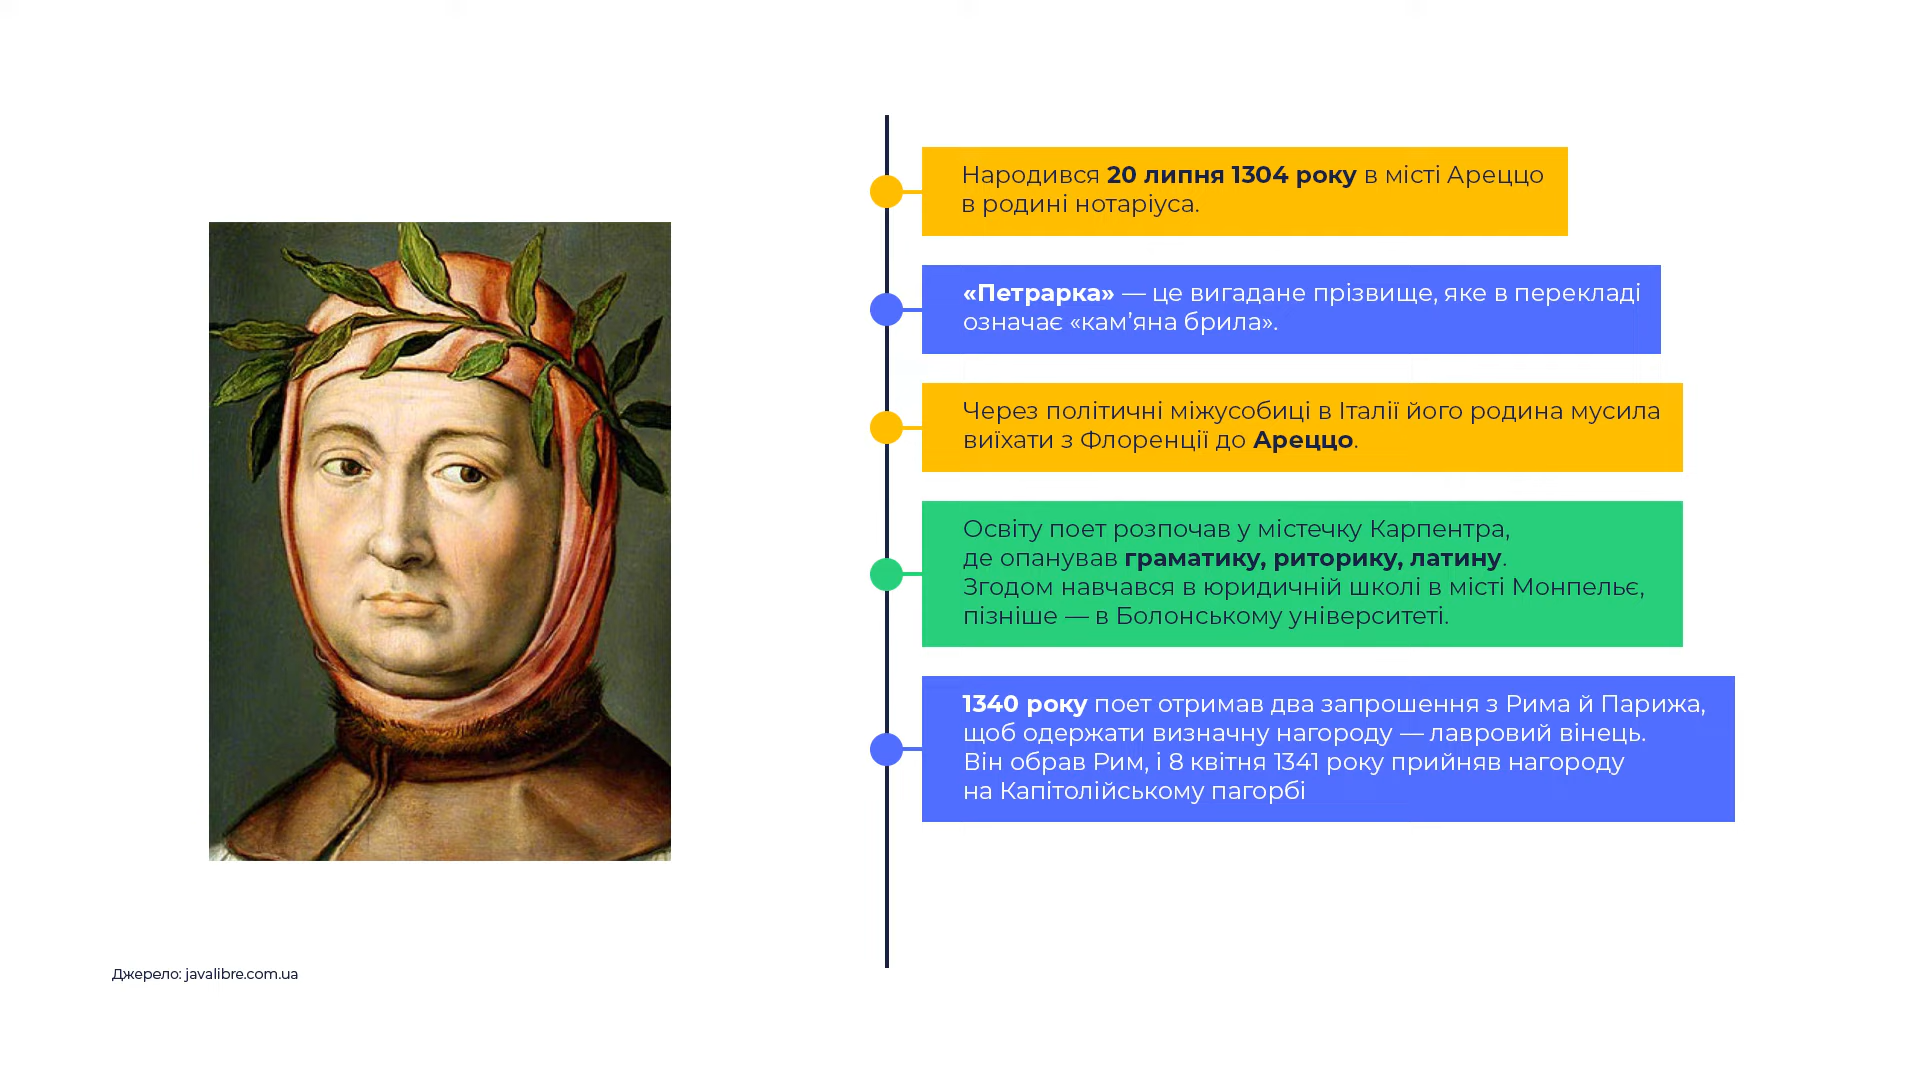 Народився 20 липня 1304 року в місті Ареццо
в родині нотаріуса.
«Петрарка» — це вигадане прізвище, яке в перекладі
означає «кам’яна брила».
Через політичні міжусобиці в Італії його родина мусила
виїхати з Флоренції до Ареццо.
Освіту поет розпочав у містечку Карпентра,
де опанував граматику, риторику, латину.
Згодом навчався в юридичній школі в місті Монпельє,
пізніше — в Болонському університеті.
1340 року поет отримав два запрошення з Рима й Парижа,
щоб одержати визначну нагороду — лавровий вінець.
Він обрав Рим, і 8 квітня 1341 року прийняв нагороду
на Капітолійському пагорбі
Джерело: javalibre.com.ua